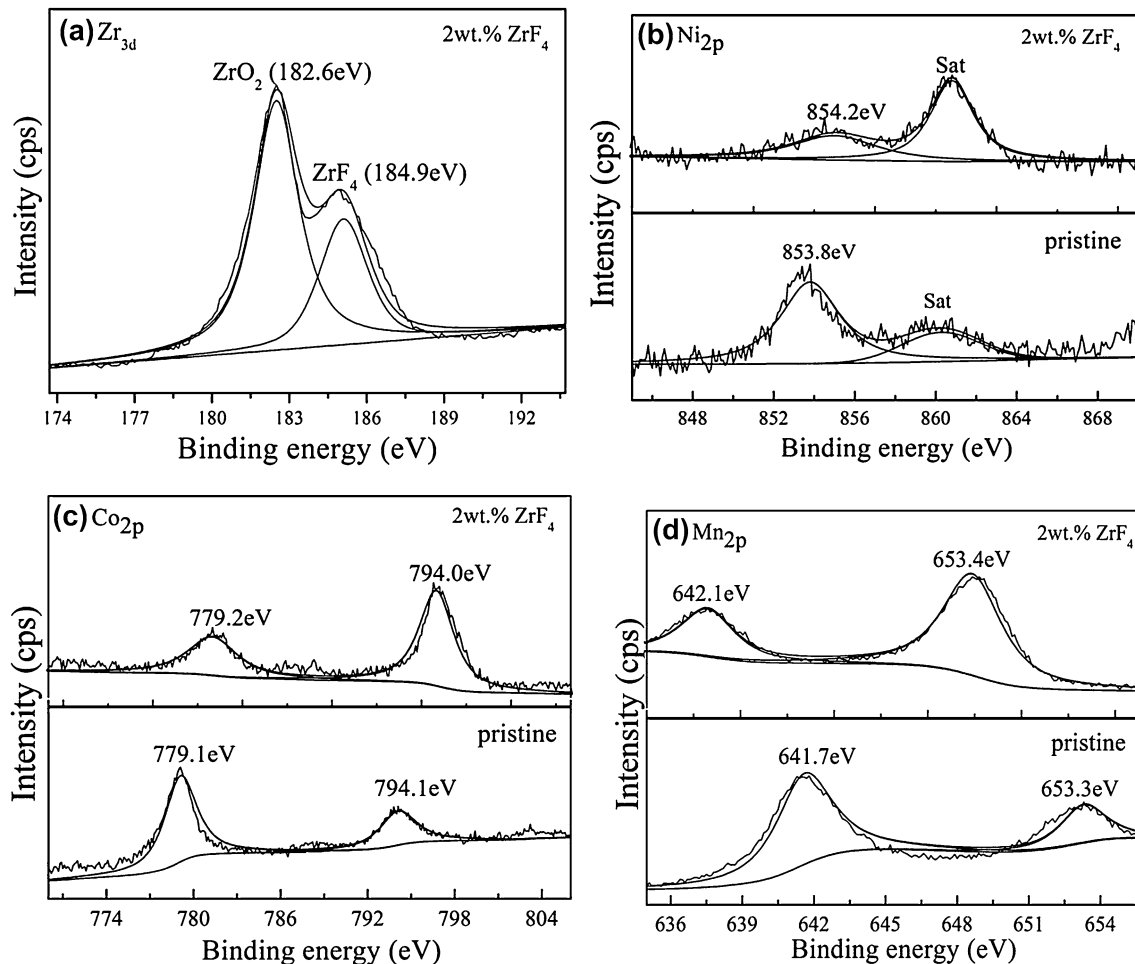 (a) Zr3d
2wt.% ZrF4
ZrO2 (182.6eV)
ZrF4 (184.9eV)
Intensity (cps)
174 177 180 183 186 189 192
Binding energy (eV)
(b) Ni2p
2wt.% ZrF4
Sat
854.2eV
pristine
853.8eV
Sat
Intensity (cps)
848 852 856 860 864 868
Binding energy (eV)
(c) Co2p
2wt.% ZrF4
794.0eV
779.2eV
pristine
779.1eV
794.1eV
Intensity (cps)
774 780 786 792 798 804
Binding energy (eV)
(d) Mn2p
2wt.% ZrF4
653.4eV
642.1eV
pristine
641.7eV
653.3eV
Intensity (cps)
636 639 642 645 648 651 654
Binding energy (eV)